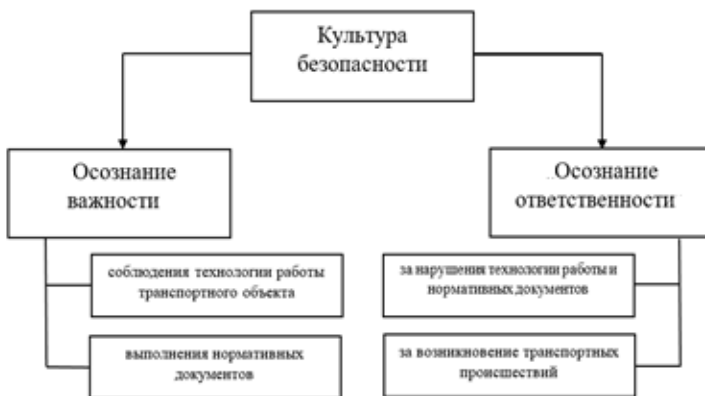 Культура
безопасности
Осознание
важности
Осознание
ответственности
соблюдения технологии работы
транспортного объекта
за нарушения технологии работы и
нормативных документов
выполнения нормативных
документов
за возникновение транспортных
происшествий